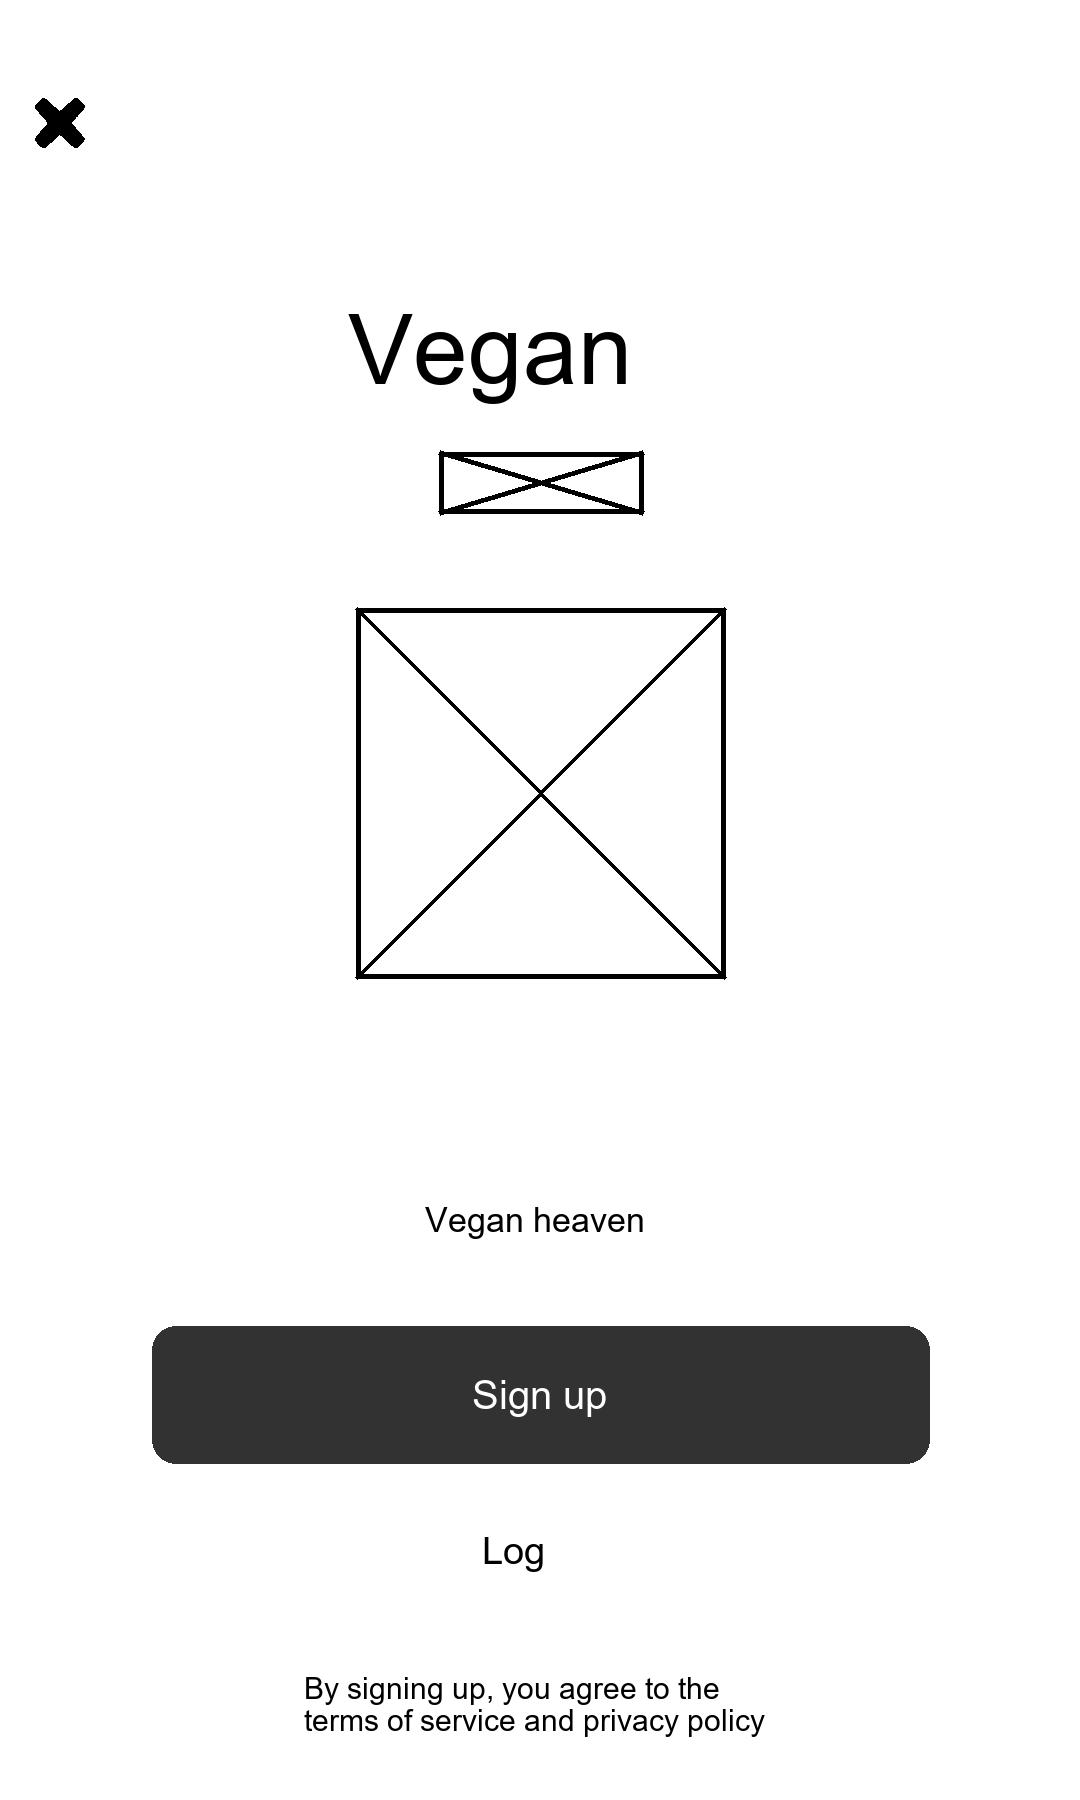 Vegan
Vegan heaven
Sign up
Log
By signing up, you agree to the
terms of service and privacy policy